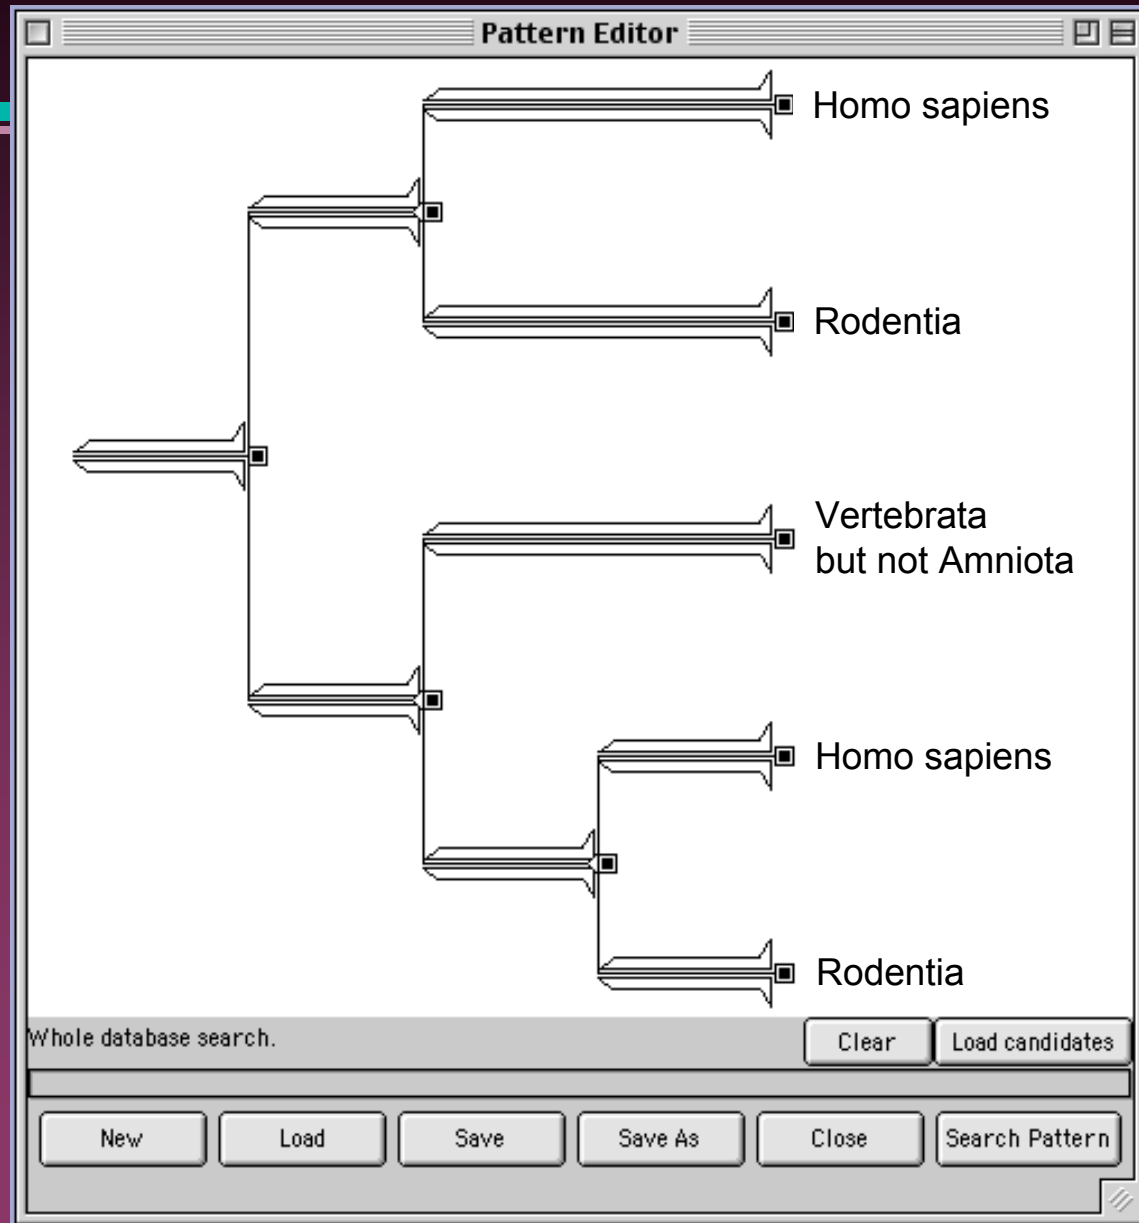 Pattern Editor
Homo sapiens
Rodentia
Vertebrata
but not Amniota
Homo sapiens
Rodentia
Whole database search.
Clear
Load candidates
New
Load
Save
Save As
Close
Search Pattern